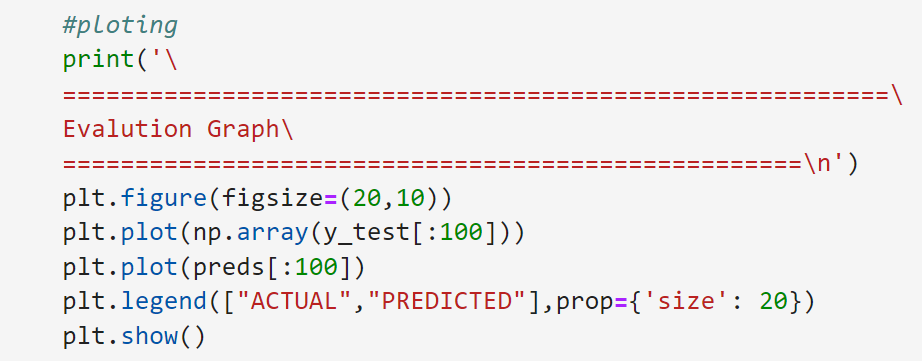 #ploting
print('\
=========================================================\
Evalution Graph\
===================================================\n')
plt.figure(figsize=(20,10))
plt.plot(np.array(y_test[:100]))
plt.plot(preds[:100])
plt.legend(["ACTUAL","PREDICTED"],prop={'size': 20})
plt.show()